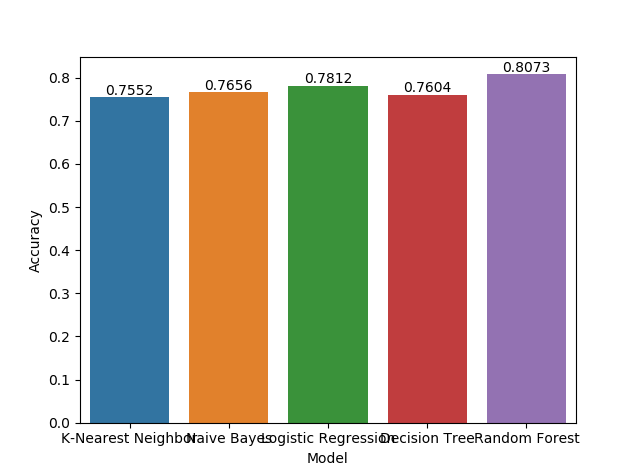 0.7552
0.7656
0.7812
0.7604
0.8073
0.8
0.7
0.6
0.5
0.4
0.3
0.2
0.1
0.0
Accuracy
K-Nearest Neighbor
Naive Bayes
Logistic Regression
Decision Tree
Random Forest
Model